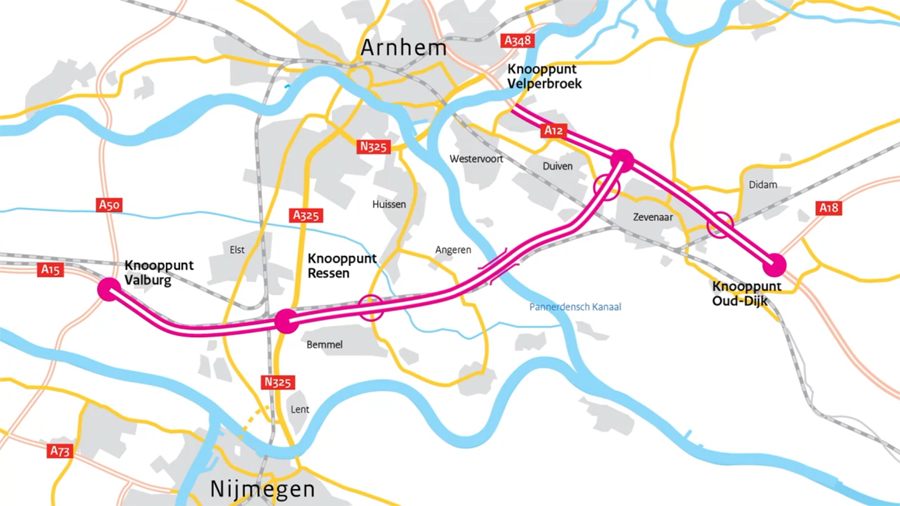 A348
Arnhem
Knooppunt
Velperbroek
A12
N325
Westervoort
Duiven
Didam
A50
A325
Huissen
Zevenaar
A18
Elst
Angeren
A15
Knooppunt
Valburg
Knooppunt
Ressen
Knooppunt
Oud-Dijk
Pannerdensch Kanaal
Bemmel
N325
Lent
A73
Nijmegen